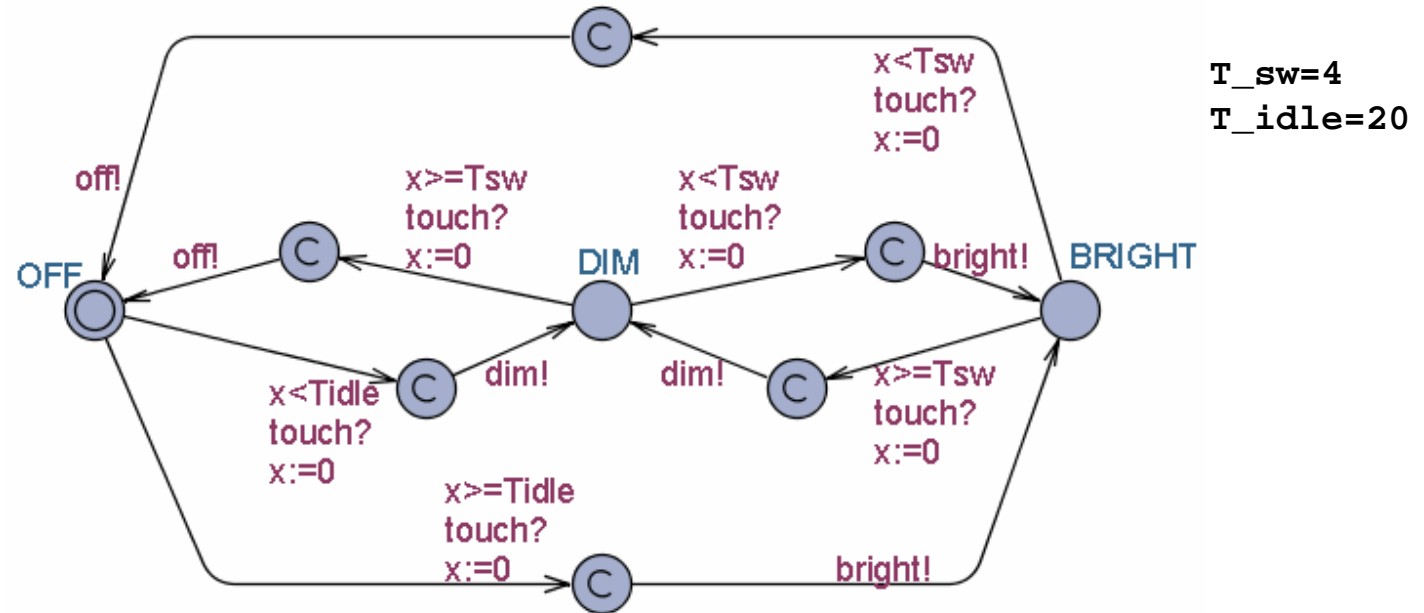 C
x<Tsw
touch?
x:=0
T_sw=4
T_idle=20
off!
x>=Tsw
touch?
x:=0
x<Tsw
touch?
x:=0
OFF
off!
C
DIM
C
bright!
BRIGHT
x<Tidle
touch?
x:=0
C
dim!
dim!
C
x>=Tsw
touch?
x:=0
x>=Tidle
touch?
x:=0
C
bright!